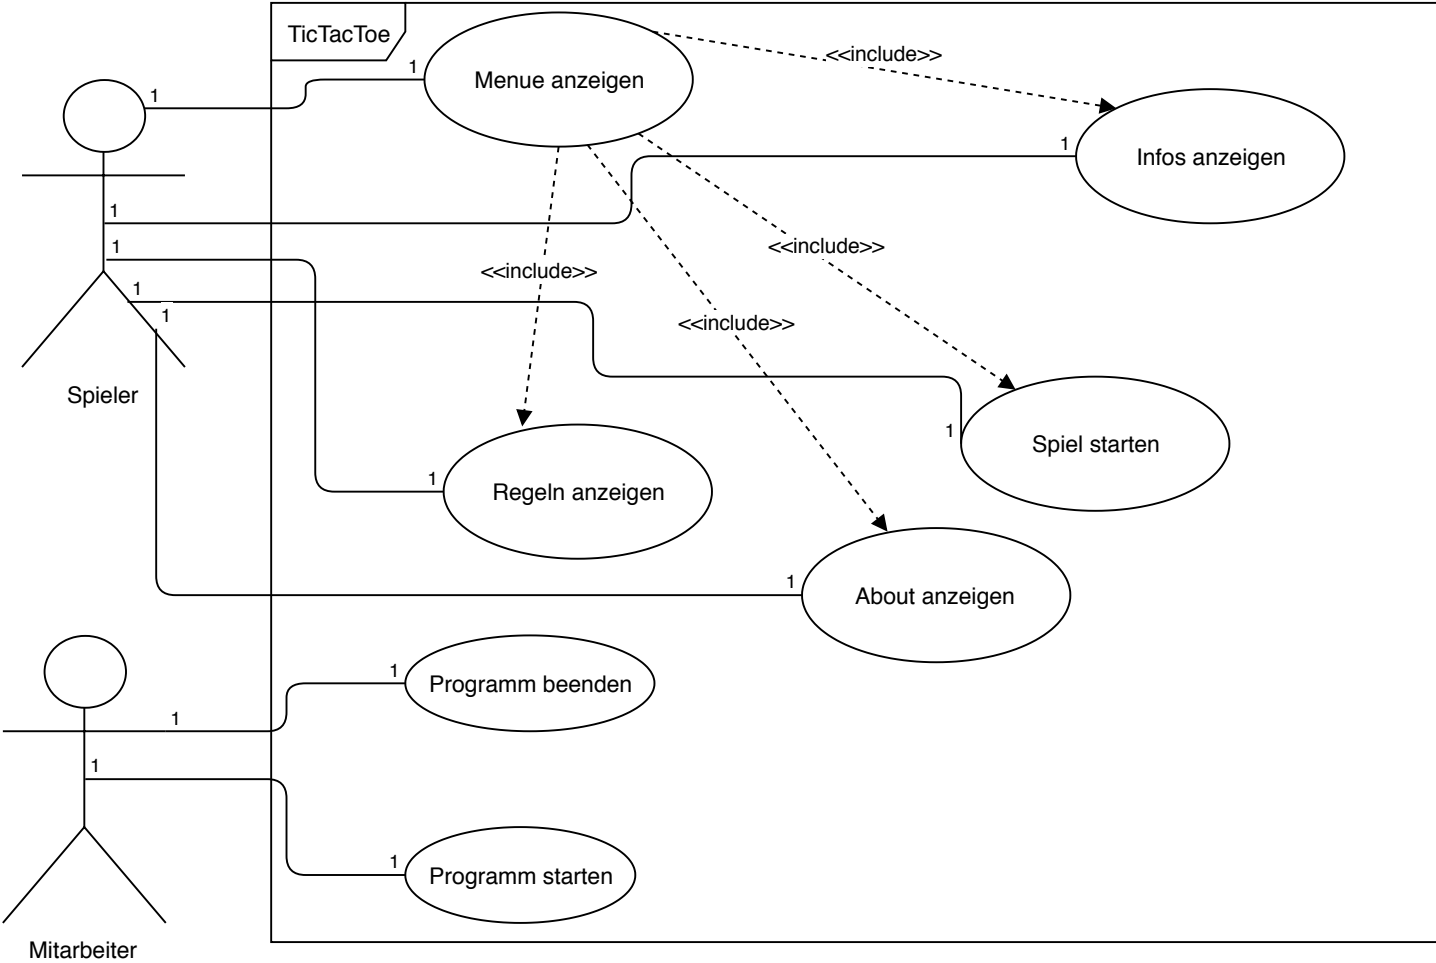 TicTacToe
Menue anzeigen
<<include>>
1
1
1
Infos anzeigen
1
1
<<include>>
<<include>>
1
1
<<include>>
Spieler
1
Spiel starten
1
Regeln anzeigen
1
About anzeigen
1
Programm beenden
1
1
1
Programm starten
Mitarbeiter